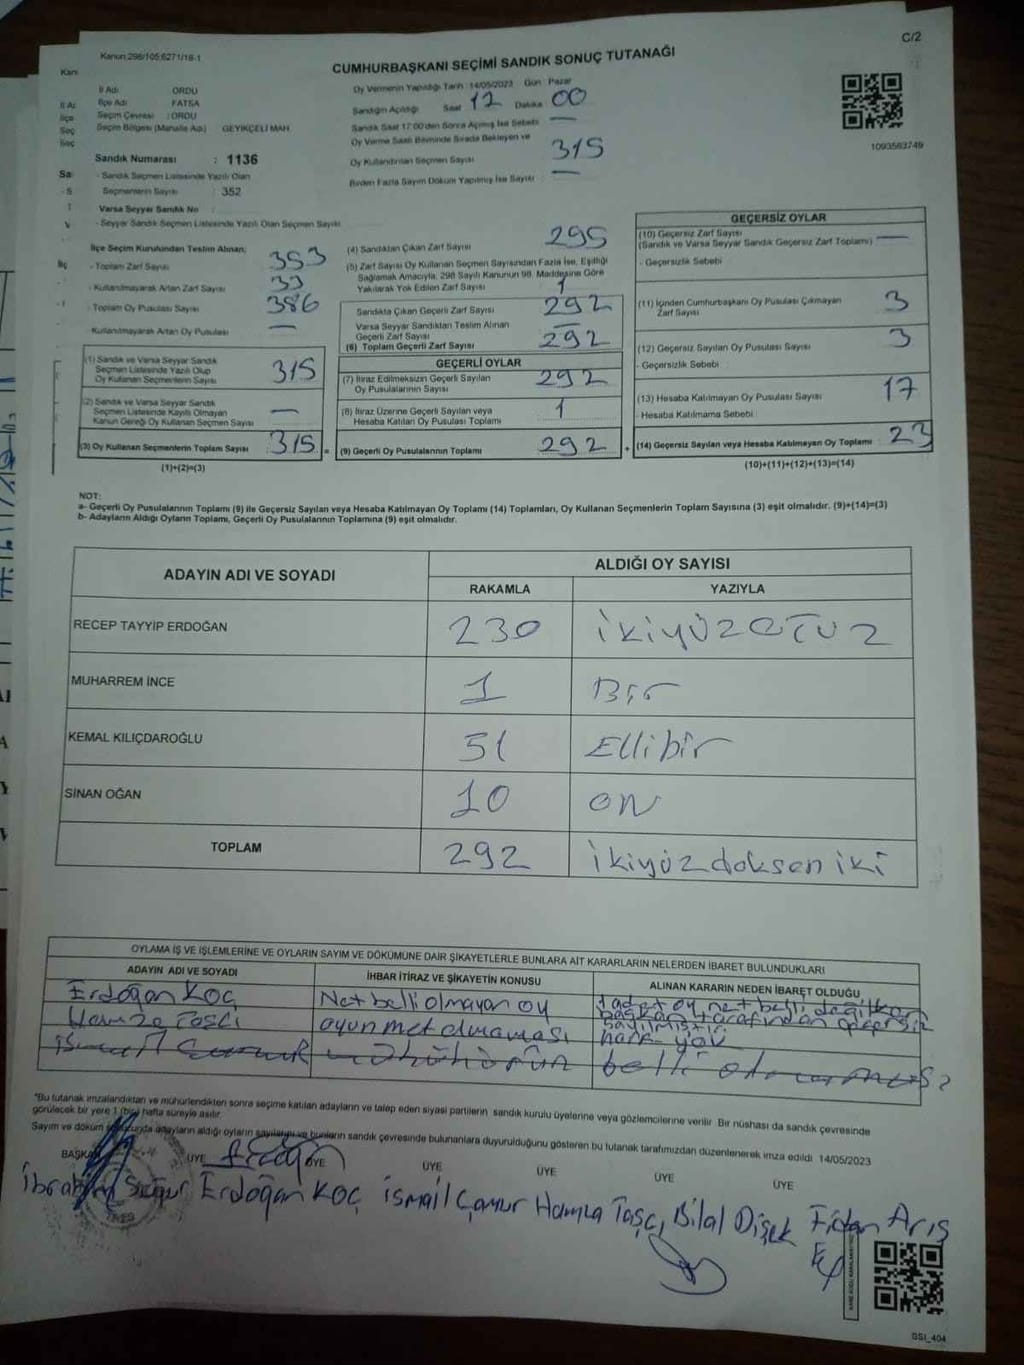 C/2
Kanun:298/105;6271/18-1
CUMHURBAŞKANI SEÇİMİ SANDIK SONUÇ TUTANAĞI
İl Adı ORDU
İlçe Adı FATSA
Seçim Çevresi : ORDU
Seçim Bölgesi (Mahalle Adı) GEYİKÇELİ MAH.
Sandık Numarası : 1136
- Sandık Seçmen Listesinde Yazılı Olan
Seçmenlerin Sayısı : 352
Varsa Seyyar Sandık No
- Seyyar Sandık Seçmen Listesinde Yazılı Olan Seçmen Sayısı
Oy Vermenin Yapıldığı Tarih :14/05/2023 Gün : Pazar
Sandığın Açıldığı Saat 12 Dakika 00
Sandık Saat 17:00'den Sonra Açılmış İse Sebebi —
Oy Verme Saati Bitiminde Sırada Bekleyen ve
Oy Kullandırılan Seçmen Sayısı 315
Birden Fazla Sayım Döküm Yapılmış İse Sayısı —
1093563749
İlçe Seçim Kurulundan Teslim Alınan;
- Toplam Zarf Sayısı 353
- Kullanılmayarak Artan Zarf Sayısı 33
- Toplam Oy Pusulası Sayısı 386
Kullanılmayarak Artan Oy Pusulası —
(1) Sandık ve Varsa Seyyar Sandık
Seçmen Listesinde Yazılı Olup
Oy Kullanan Seçmenlerin Sayısı 315
(2) Sandık ve Varsa Seyyar Sandık
Seçmen Listesinde Kayıtlı Olmayan
Kanun Gereği Oy Kullanan Seçmen Sayısı —
(3) Oy Kullanan Seçmenlerin Toplam Sayısı 315 =
(1)+(2)=(3)
(4) Sandıktan Çıkan Zarf Sayısı 295
(5) Zarf Sayısı Oy Kullanan Seçmen Sayısından Fazla İse, Eşitliği
Sağlamak Amacıyla, 298 Sayılı Kanunun 98. Maddesine Göre
Yakılarak Yok Edilen Zarf Sayısı 1
Sandıkta Çıkan Geçerli Zarf Sayısı 292
Varsa Seyyar Sandıktan Teslim Alınan
Geçerli Zarf Sayısı —
(6) Toplam Geçerli Zarf Sayısı 292
GEÇERLİ OYLAR
(7) İtiraz Edilmeksizin Geçerli Sayılan
Oy Pusulalarının Sayısı 292
(8) İtiraz Üzerine Geçerli Sayılan veya
Hesaba Katılan Oy Pusulası Toplamı 1
(9) Geçerli Oy Pusulalarının Toplamı 292 +
GEÇERSİZ OYLAR
(10) Geçersiz Zarf Sayısı
(Sandık ve Varsa Seyyar Sandık Geçersiz Zarf Toplamı) —
- Geçersizlik Sebebi
(11) İçinden Cumhurbaşkanı Oy Pusulası Çıkmayan
Zarf Sayısı 3
(12) Geçersiz Sayılan Oy Pusulası Sayısı 3
- Geçersizlik Sebebi :
(13) Hesaba Katılmayan Oy Sayısı 17
- Hesaba Katılmama Sebebi
(14) Geçersiz Sayılan veya Hesaba Katılmayan Oy Toplamı 23
(10)+(11)+(12)+(13)=(14)
NOT:
a- Geçerli Oy Pusulalarının Toplamı (9) ile Geçersiz Sayılan veya Hesaba Katılmayan Oy Toplamı (14) Toplamları, Oy Kullanan Seçmenlerin Toplam Sayısına (3) eşit olmalıdır. (9)+(14)=(3)
b- Adayların Aldığı Oyların Toplamı, Geçerli Oy Pusulalarının Toplamına (9) eşit olmalıdır.
ADAYIN ADI VE SOYADI ALDIĞI OY SAYISI
RAKAMLA YAZIYLA
RECEP TAYYİP ERDOĞAN 230 ikiyüzotuz
MUHARREM İNCE 1 Bir
KEMAL KILIÇDAROĞLU 51 Ellibir
SİNAN OĞAN 10 on
TOPLAM 292 ikiyüzdoksen iki
OYLAMA İŞ VE İŞLEMLERİNE VE OYLARIN SAYIM VE DÖKÜMÜNE DAİR ŞİKAYETLERLE BUNLARA AİT KARARLARIN NELERDEN İBARET BULUNDUKLARI
ADAYIN ADI VE SOYADI İHBAR İTİRAZ VE ŞİKAYETİN KONUSU ALINAN KARARIN NEDEN İBARET OLDUĞU
Erdoğan Koç Net belli olmayan oy 1 adet oy net belli değilken
başkan tarafından geçersiz
sayılmıştır
Hamza Taşcı oyun net olmaması
"Bu tutanak imzalandıktan ve mühürlendikten sonra seçime katılan adayların ve talep eden siyasi partilerin sandık kurulu üyelerine veya gözlemcilerine verilir. Bir nüshası da sandık çevresinde
görülecek bir yere 1 (bir) hafta süreyle asılır.
Sayım ve döküm sonucunda adayların aldığı oyların sayılarını ve bunların sandık çevresinde bulunanlara duyurulduğunu gösteren bu tutanak tarafımızdan düzenlenerek imza edildi. 14/05/2023
BAŞKAN ÜYE ÜYE ÜYE ÜYE ÜYE ÜYE
İbrahim Erdoğan Koç ismail Çamur Hamza Taşcı Bilal Dişek Fidan Arış
BSI_404